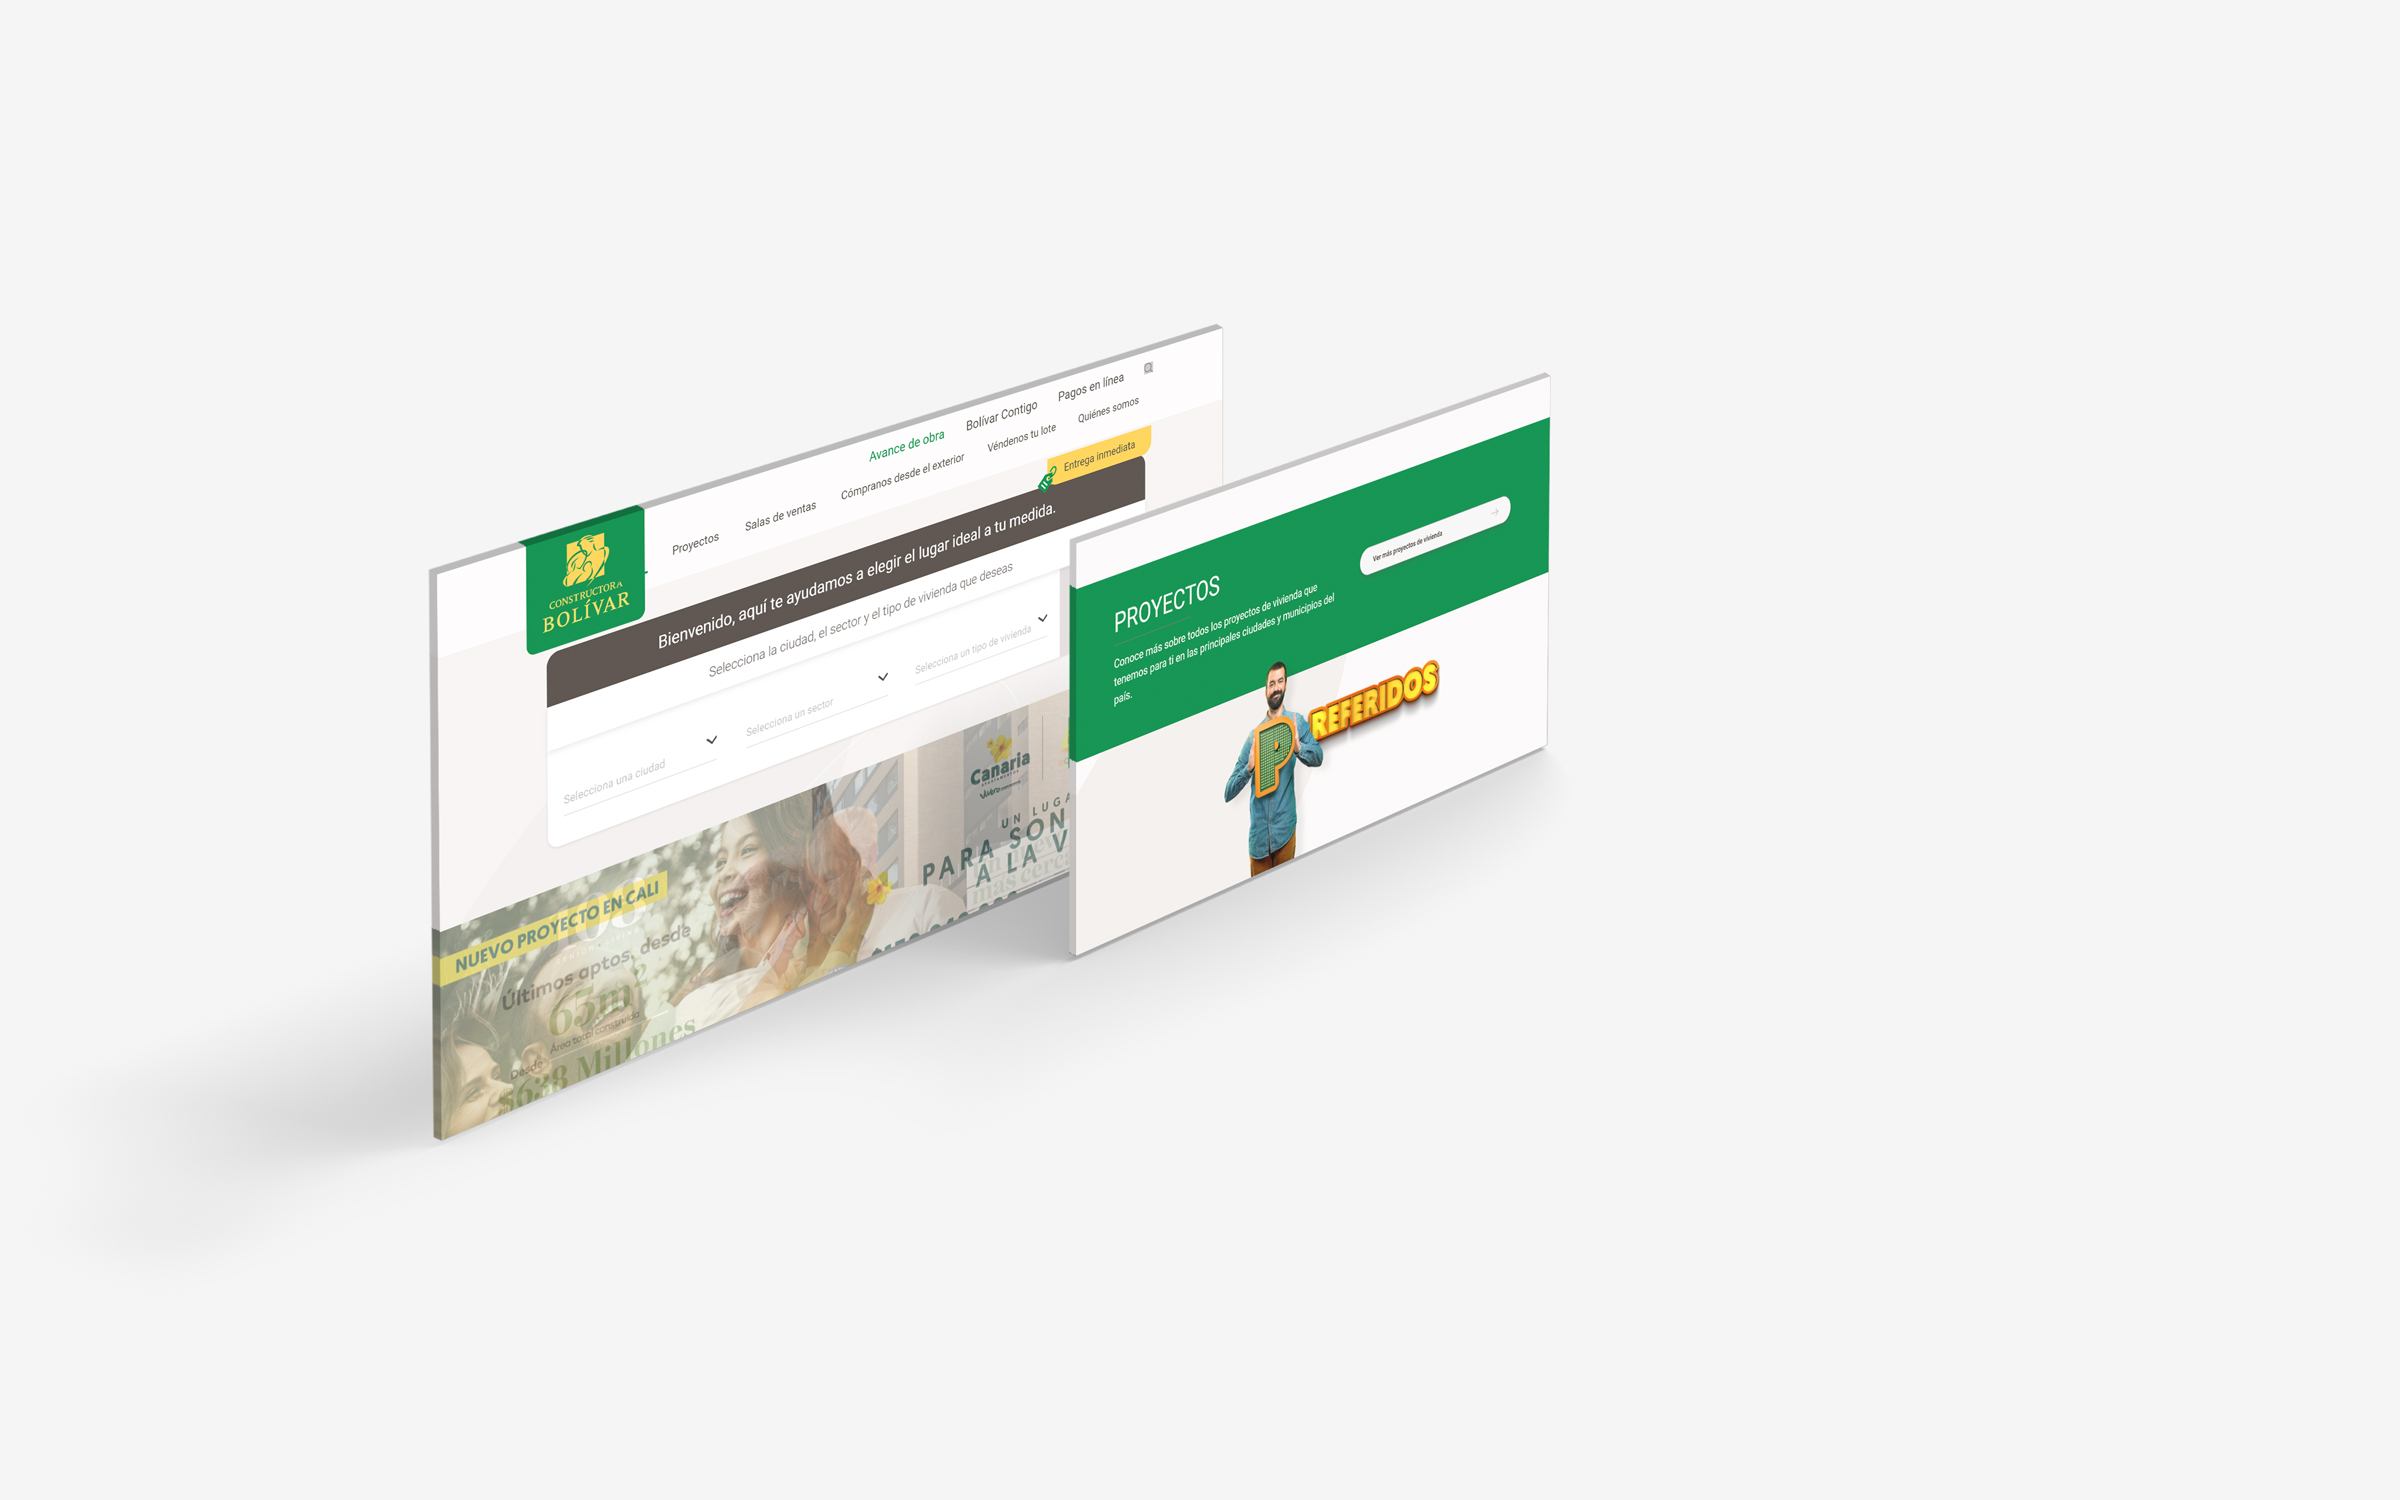 Avance de obra
Bolívar Contigo
Pagos en línea
Proyectos
Salas de ventas
Cómpranos desde el exterior
Véndenos tu lote
Quiénes somos
CONSTRUCTORA
BOLÍVAR
Entrega inmediata
Bienvenido, aquí te ayudamos a elegir el lugar ideal a tu medida.
Selecciona la ciudad, el sector y el tipo de vivienda que deseas
Selecciona una ciudad
Selecciona un sector
Selecciona un tipo de vivienda
NUEVO PROYECTO EN CALI
Últimos aptos. desde
65m²
Área total construida
Desde
$638 Millones
Canaria
APARTAMENTOS
UN LUGA
PARA SON
A LA V
PROYECTOS
Conoce más sobre todos los proyectos de vivienda que
tenemos para ti en las principales ciudades y municipios del
país.
Ver más proyectos de vivienda
P REFERIDOS